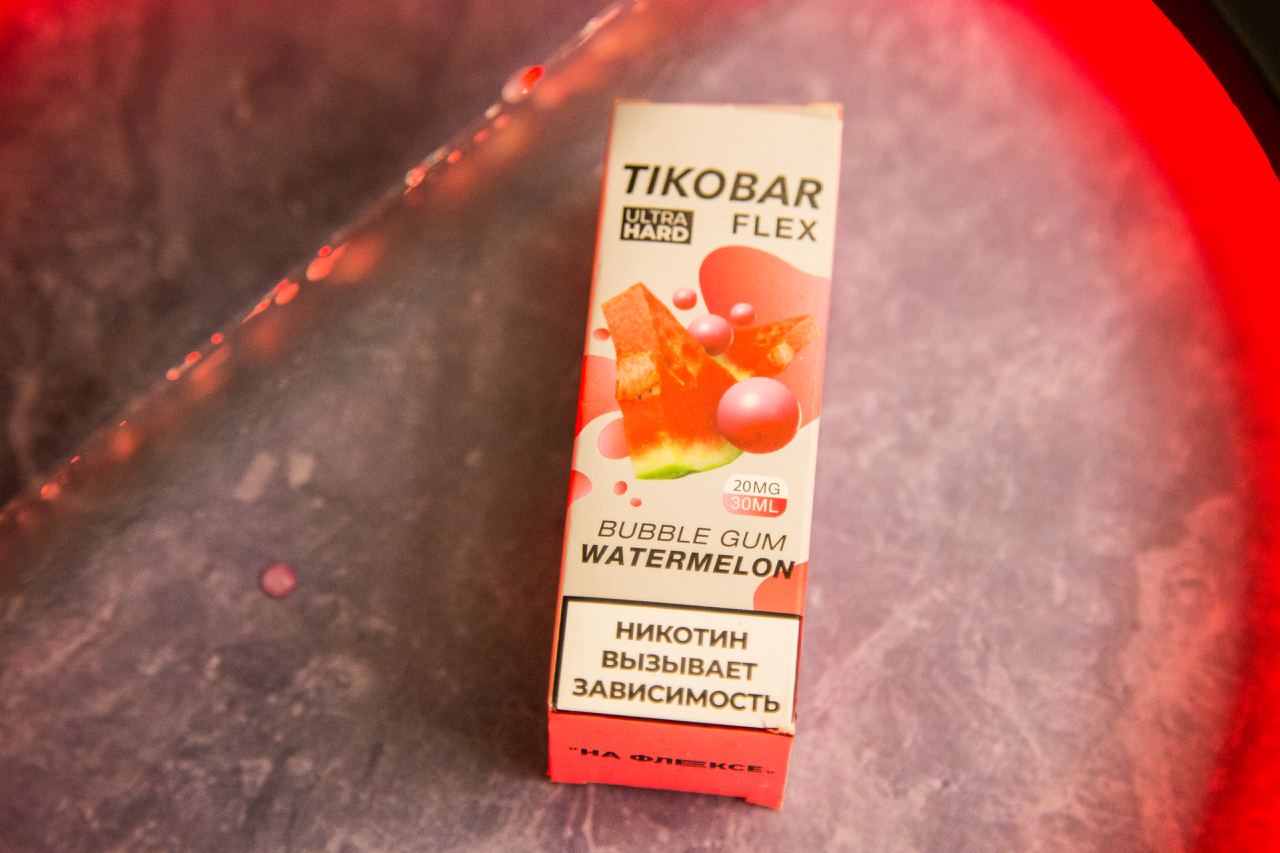 TIKOBAR
ULTRA
HARD
FLEX
20MG
30ML
BUBBLE GUM
WATERMELON
НИКОТИН
ВЫЗЫВАЕТ
ЗАВИСИМОСТЬ
"НА ФЛЕКСЕ"